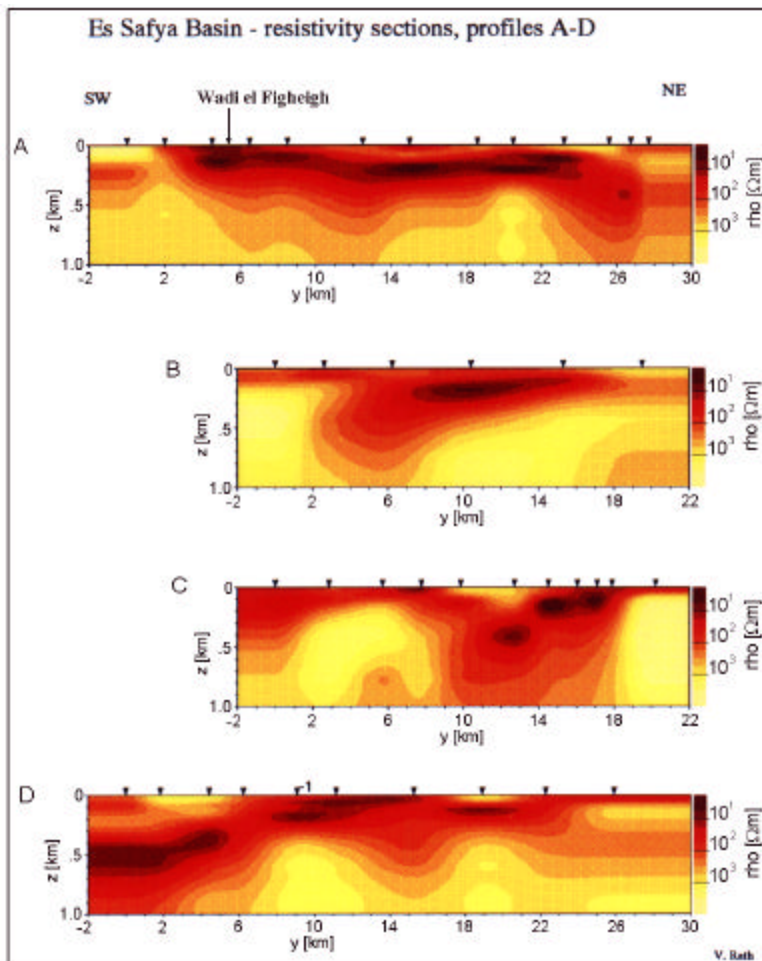 Es Safya Basin - resistivity sections, profiles A-D
SW
Wadi el Figheigh
NE
A
0
.5
1.0
z [km]
-2 2 6 10 14 18 22 26 30
y [km]
10¹
10²
10³
rho [Ωm]
B
0
.5
1.0
z [km]
-2 2 6 10 14 18 22
y [km]
10¹
10²
10³
rho [Ωm]
C
0
.5
1.0
z [km]
-2 2 6 10 14 18 22
y [km]
10¹
10²
10³
rho [Ωm]
D
-1
0
.5
1.0
z [km]
-2 2 6 10 14 18 22 26 30
y [km]
10¹
10²
10³
rho [Ωm]
V. Rath